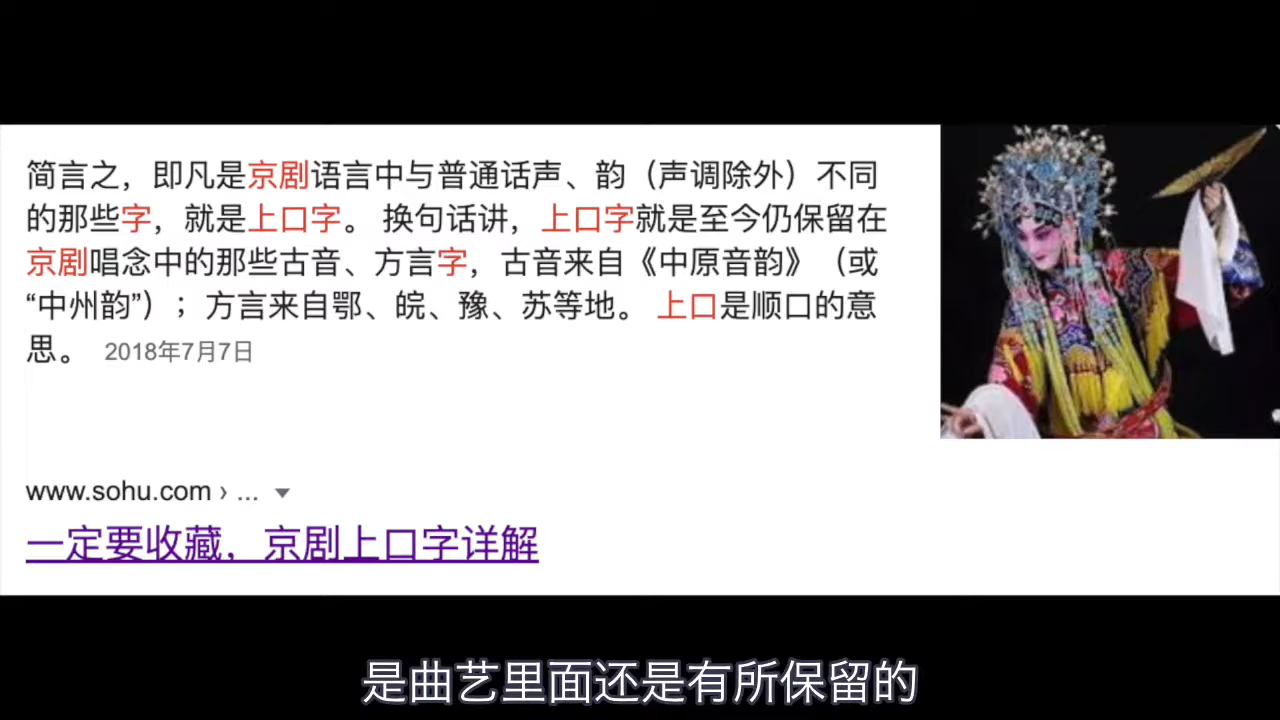 简言之，即凡是京剧语言中与普通话声、韵（声调除外）不同
的那些字，就是上口字。 换句话讲，上口字就是至今仍保留在
京剧唱念中的那些古音、方言字，古音来自《中原音韵》（或
“中州韵”）；方言来自鄂、皖、豫、苏等地。 上口是顺口的意
思。 2018年7月7日
www.sohu.com › ...
一定要收藏，京剧上口字详解
是曲艺里面还是有所保留的